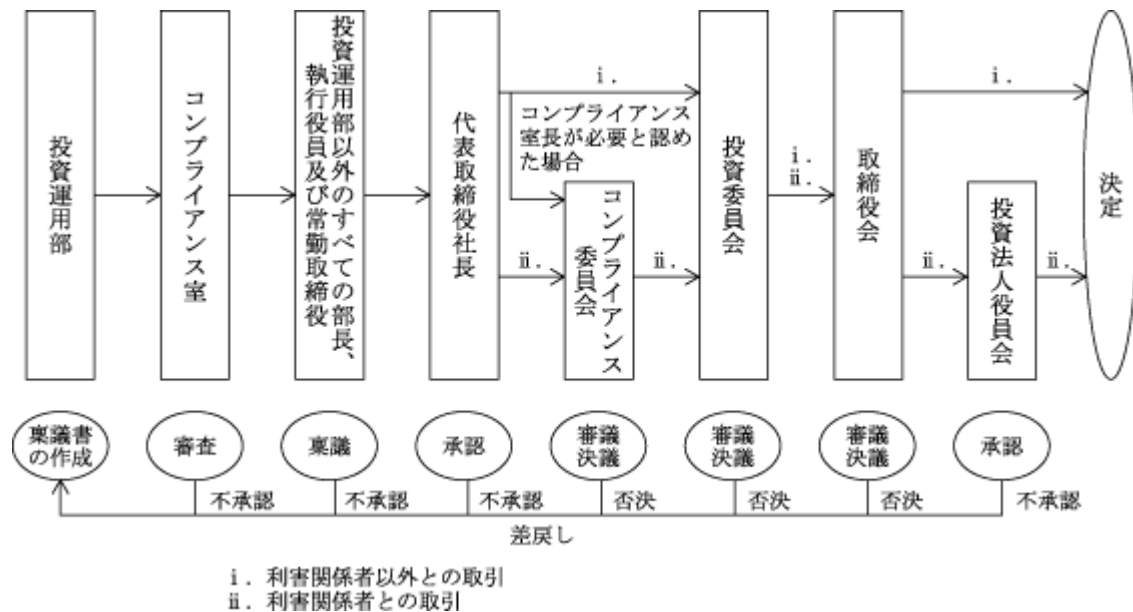 投資運用部
コンプライアンス室
投資運用部以外のすべての部長、
執行役員及び常勤取締役
代表取締役社長
ⅰ.
コンプライアンス
室長が必要と認め
た場合
ⅱ.
コンプライアンス
委員会
ⅱ.
投資委員会
ⅰ.
ⅱ.
取締役会
ⅰ.
ⅱ.
投資法人役員会
ⅱ.
決定
稟議書
の作成
審査
稟議
承認
審議
決議
審議
決議
審議
決議
承認
不承認
不承認
不承認
否決
否決
否決
不承認
差戻し
ⅰ. 利害関係者以外との取引
ⅱ. 利害関係者との取引